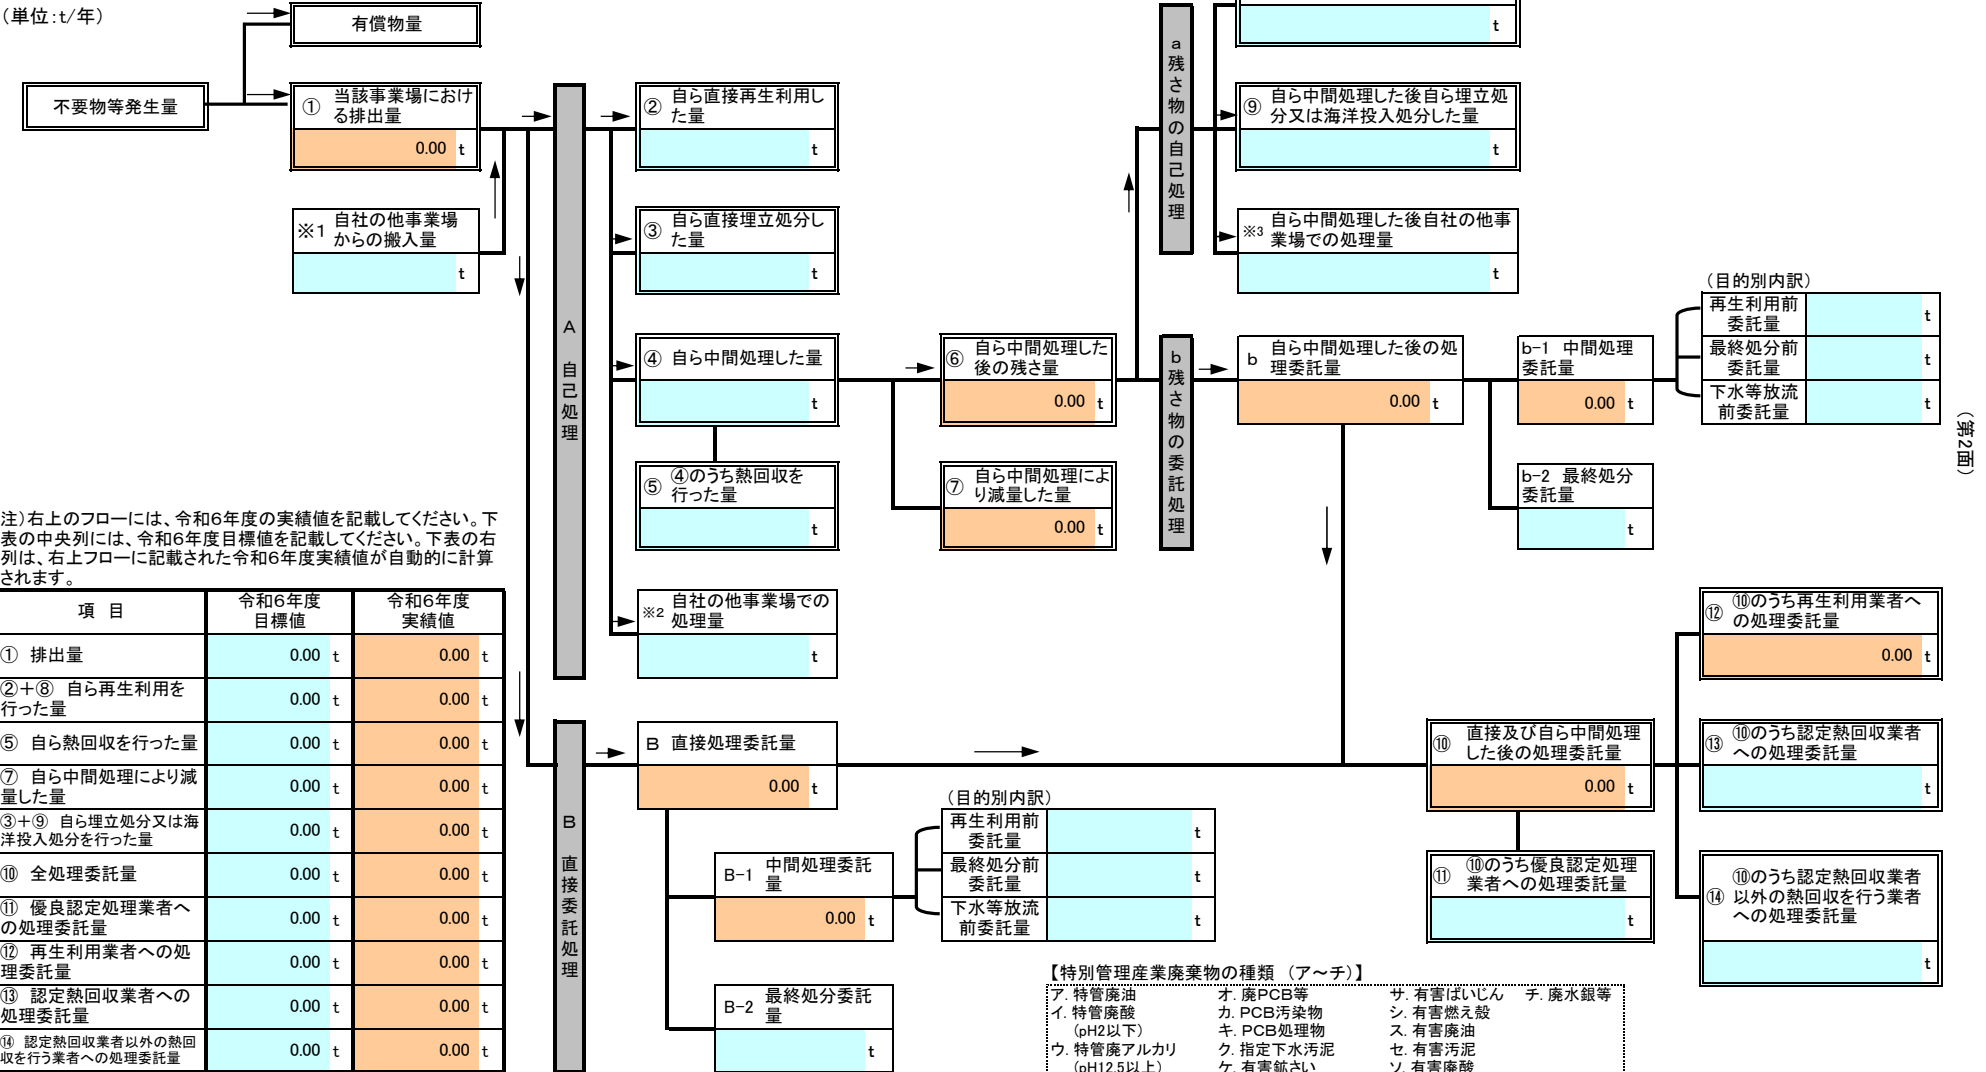 （単位：t/年）
有償物量
不要物等発生量
① 当該事業場におけ
る排出量
0.00 t
※1 自社の他事業場
からの搬入量
t
A 自己処理
② 自ら直接再生利用し
た量
t
③ 自ら直接埋立処分し
た量
t
④ 自ら中間処理した量
t
⑤ ④のうち熱回収を
行った量
t
※2 自社の他事業場での
処理量
t
⑥ 自ら中間処理した
後の残さ量
0.00 t
⑦ 自ら中間処理によ
り減量した量
0.00 t
a 残さ物の自己処理
t
⑨ 自ら中間処理した後自ら埋立処
分又は海洋投入処分した量
t
※3 自ら中間処理した後自社の他事
業場での処理量
t
b 残さ物の委託処理
b 自ら中間処理した後の処
理委託量
0.00 t
b-1 中間処理
委託量
0.00 t
b-2 最終処分
委託量
t
（目的別内訳）
再生利用前
委託量
t
最終処分前
委託量
t
下水等放流
前委託量
t
（第2面）
注）右上のフローには、令和６年度の実績値を記載してください。下
表の中央列には、令和６年度目標値を記載してください。下表の右
列は、右上フローに記載された令和６年度実績値が自動的に計算
されます。
項 目
令和６年度
目標値
令和６年度
実績値
① 排出量 0.00 t 0.00 t
②＋⑧ 自ら再生利用を
行った量 0.00 t 0.00 t
⑤ 自ら熱回収を行った量 0.00 t 0.00 t
⑦ 自ら中間処理により減
量した量 0.00 t 0.00 t
③＋⑨ 自ら埋立処分又は海
洋投入処分を行った量 0.00 t 0.00 t
⑩ 全処理委託量 0.00 t 0.00 t
⑪ 優良認定処理業者へ
の処理委託量 0.00 t 0.00 t
⑫ 再生利用業者への処
理委託量 0.00 t 0.00 t
⑬ 認定熱回収業者への
処理委託量 0.00 t 0.00 t
⑭ 認定熱回収業者以外の熱回
収を行う業者への処理委託量 0.00 t 0.00 t
B 直接委託処理
B 直接処理委託量
0.00 t
B-1 中間処理委託
量
0.00 t
B-2 最終処分委託
量
t
（目的別内訳）
再生利用前
委託量
t
最終処分前
委託量
t
下水等放流
前委託量
t
⑩ 直接及び自ら中間処理
した後の処理委託量
0.00 t
⑪ ⑩のうち優良認定処理
業者への処理委託量
t
⑫ ⑩のうち再生利用業者へ
の処理委託量
0.00 t
⑬ ⑩のうち認定熱回収業者
への処理委託量
t
⑭ ⑩のうち認定熱回収業者
以外の熱回収を行う業者
への処理委託量
t
【特別管理産業廃棄物の種類 （ア～チ）】
ア. 特管廃油 オ. 廃PCB等 サ. 有害ばいじん チ. 廃水銀等
イ. 特管廃酸 カ. PCB汚染物 シ. 有害燃え殻
（pH2以下） キ. PCB処理物 ス. 有害廃油
ウ. 特管廃アルカリ ク. 指定下水汚泥 セ. 有害汚泥
（pH12.5以上） ケ. 有害鉱さい ソ. 有害廃酸